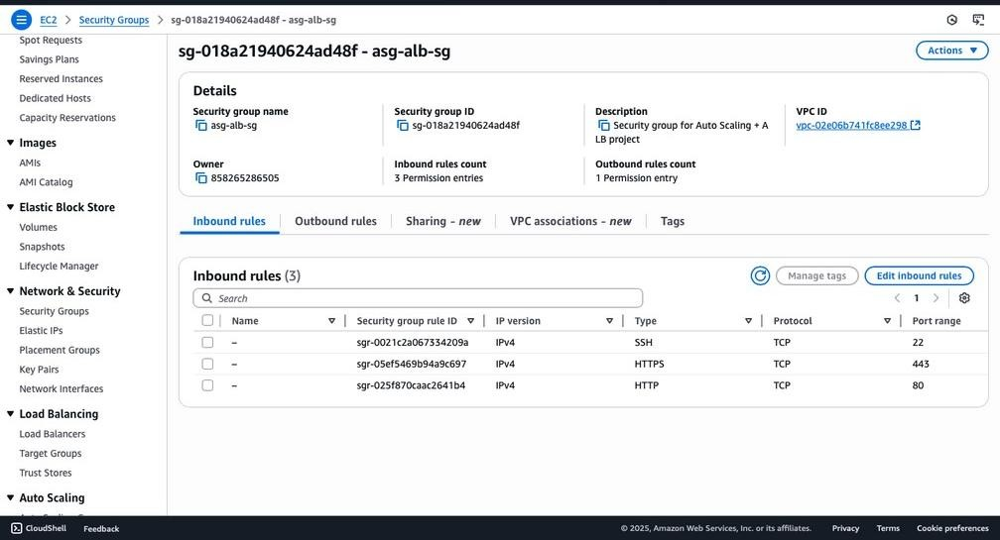 EC2 > Security Groups > sg-018a21940624ad48f - asg-alb-sg
Spot Requests
Savings Plans
Reserved Instances
Dedicated Hosts
Capacity Reservations
Images
AMIs
AMI Catalog
Elastic Block Store
Volumes
Snapshots
Lifecycle Manager
Network & Security
Security Groups
Elastic IPs
Placement Groups
Key Pairs
Network Interfaces
Load Balancing
Load Balancers
Target Groups
Trust Stores
Auto Scaling
sg-018a21940624ad48f - asg-alb-sg
Actions
Details
Security group name
asg-alb-sg
Security group ID
sg-018a21940624ad48f
Description
Security group for Auto Scaling + A
LB project
VPC ID
vpc-02e06b741fc8ee298
Owner
858265286505
Inbound rules count
3 Permission entries
Outbound rules count
1 Permission entry
Inbound rules Outbound rules Sharing - new VPC associations - new Tags
Inbound rules (3)
Manage tags
Edit inbound rules
Search
1
Name Security group rule ID IP version Type Protocol Port range
– sgr-0021c2a067334209a IPv4 SSH TCP 22
– sgr-05ef5469b94a9c697 IPv4 HTTPS TCP 443
– sgr-025f870caac2641b4 IPv4 HTTP TCP 80
CloudShell Feedback © 2025, Amazon Web Services, Inc. or its affiliates. Privacy Terms Cookie preferences